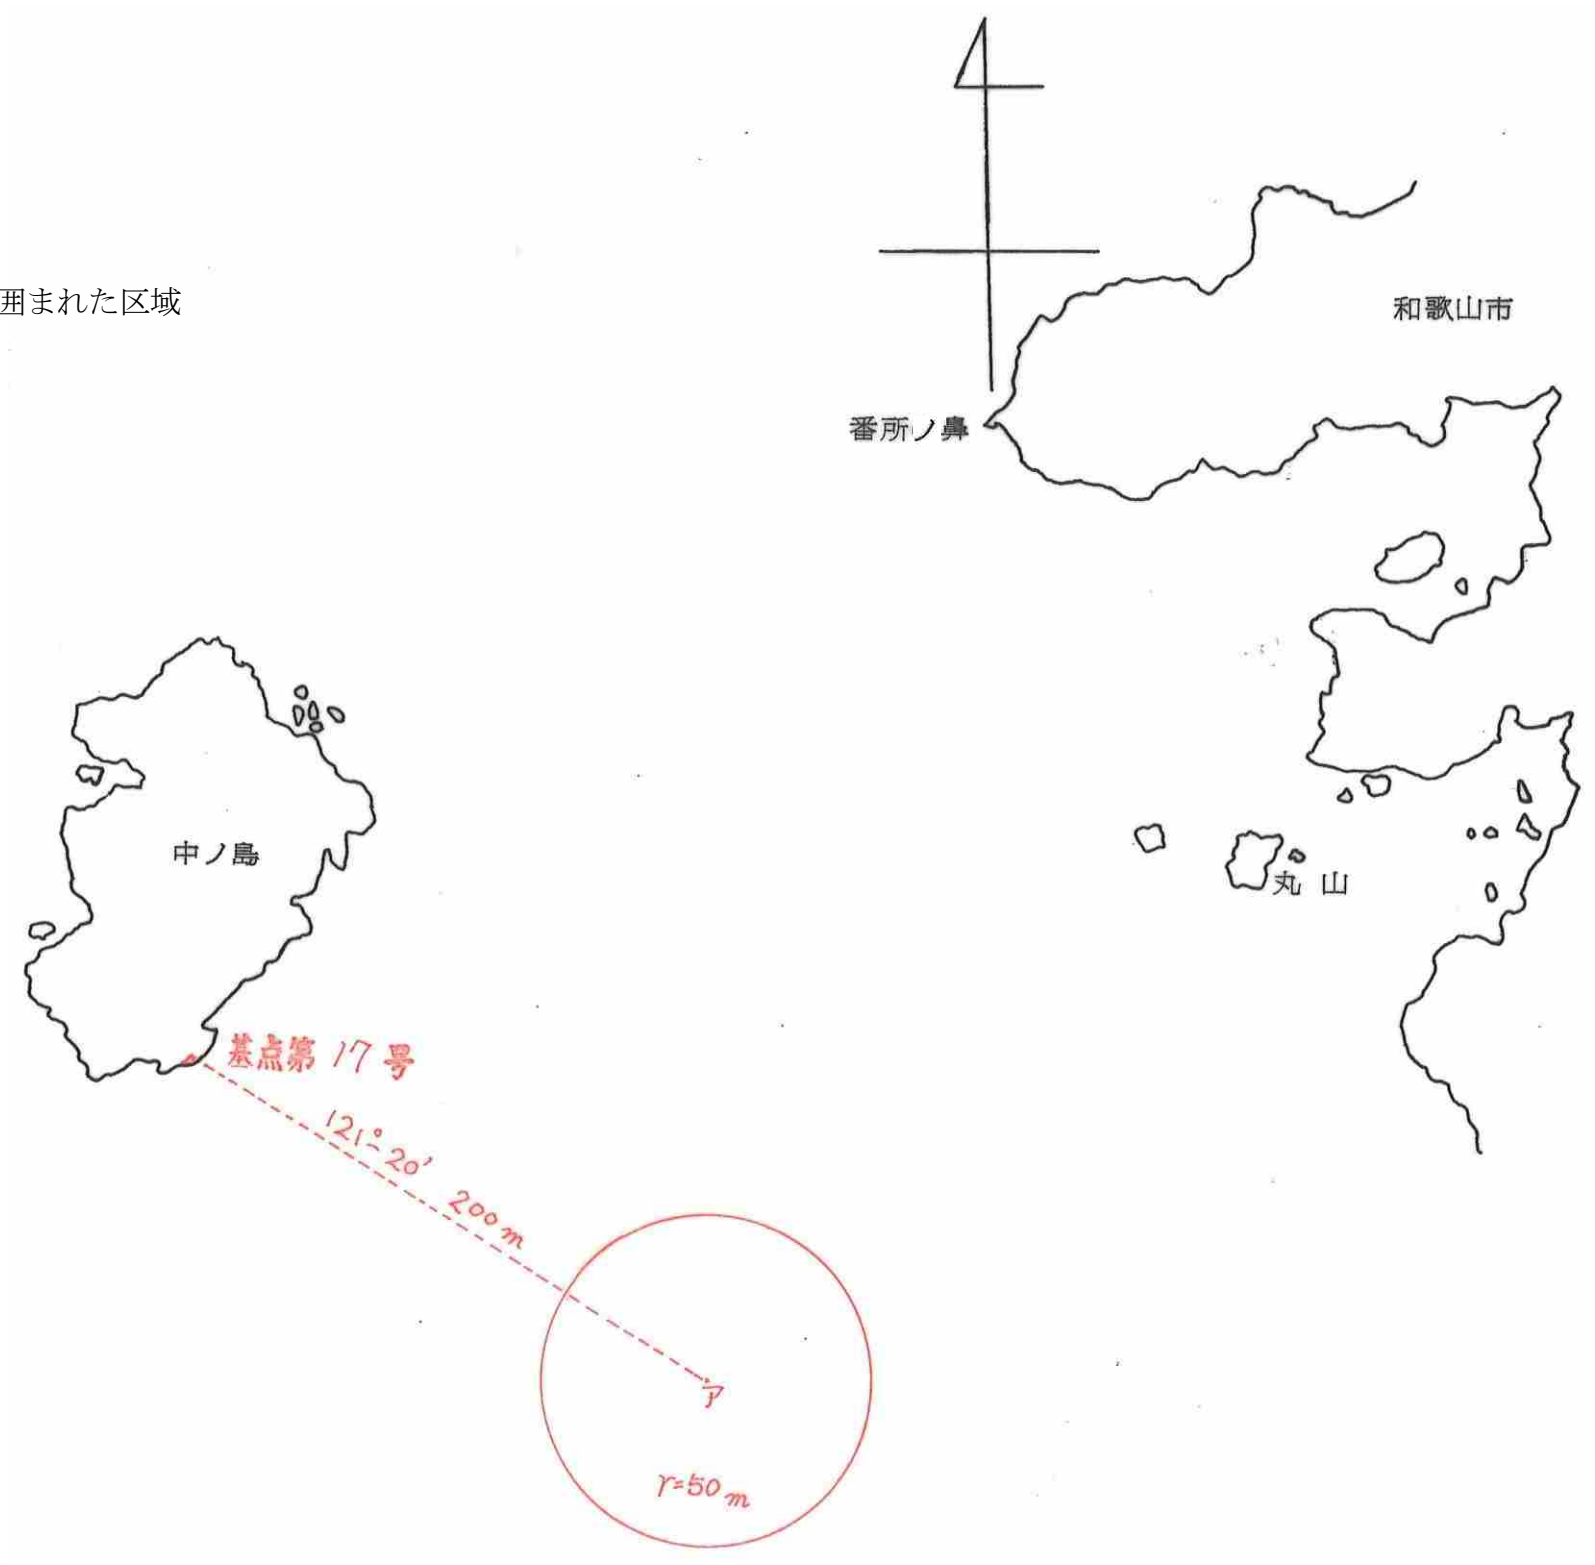 囲まれた区域
和歌山市
番所ノ鼻
中ノ島
丸山
基点第17号
121°-20' 200m
ア
r=50m